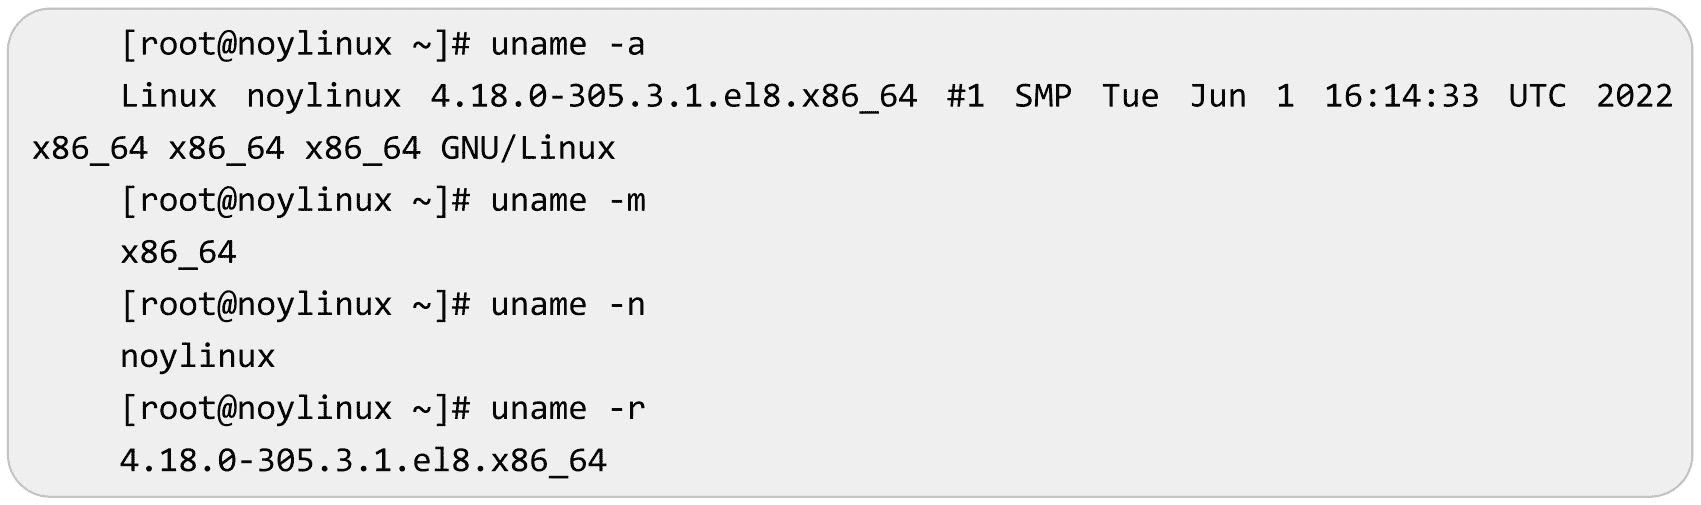 [root@noylinux ~]# uname -a
Linux noylinux 4.18.0-305.3.1.el8.x86_64 #1 SMP Tue Jun 1 16:14:33 UTC 2022
x86_64 x86_64 x86_64 GNU/Linux
[root@noylinux ~]# uname -m
x86_64
[root@noylinux ~]# uname -n
noylinux
[root@noylinux ~]# uname -r
4.18.0-305.3.1.el8.x86_64